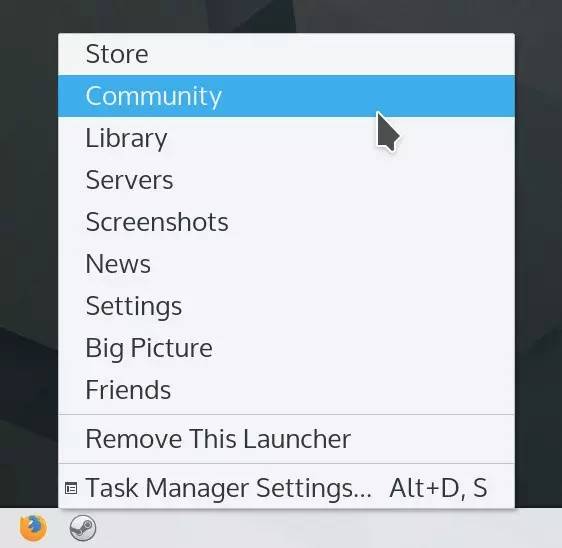 Store
Community
Library
Servers
Screenshots
News
Settings
Big Picture
Friends
Remove This Launcher
Task Manager Settings... Alt+D, S